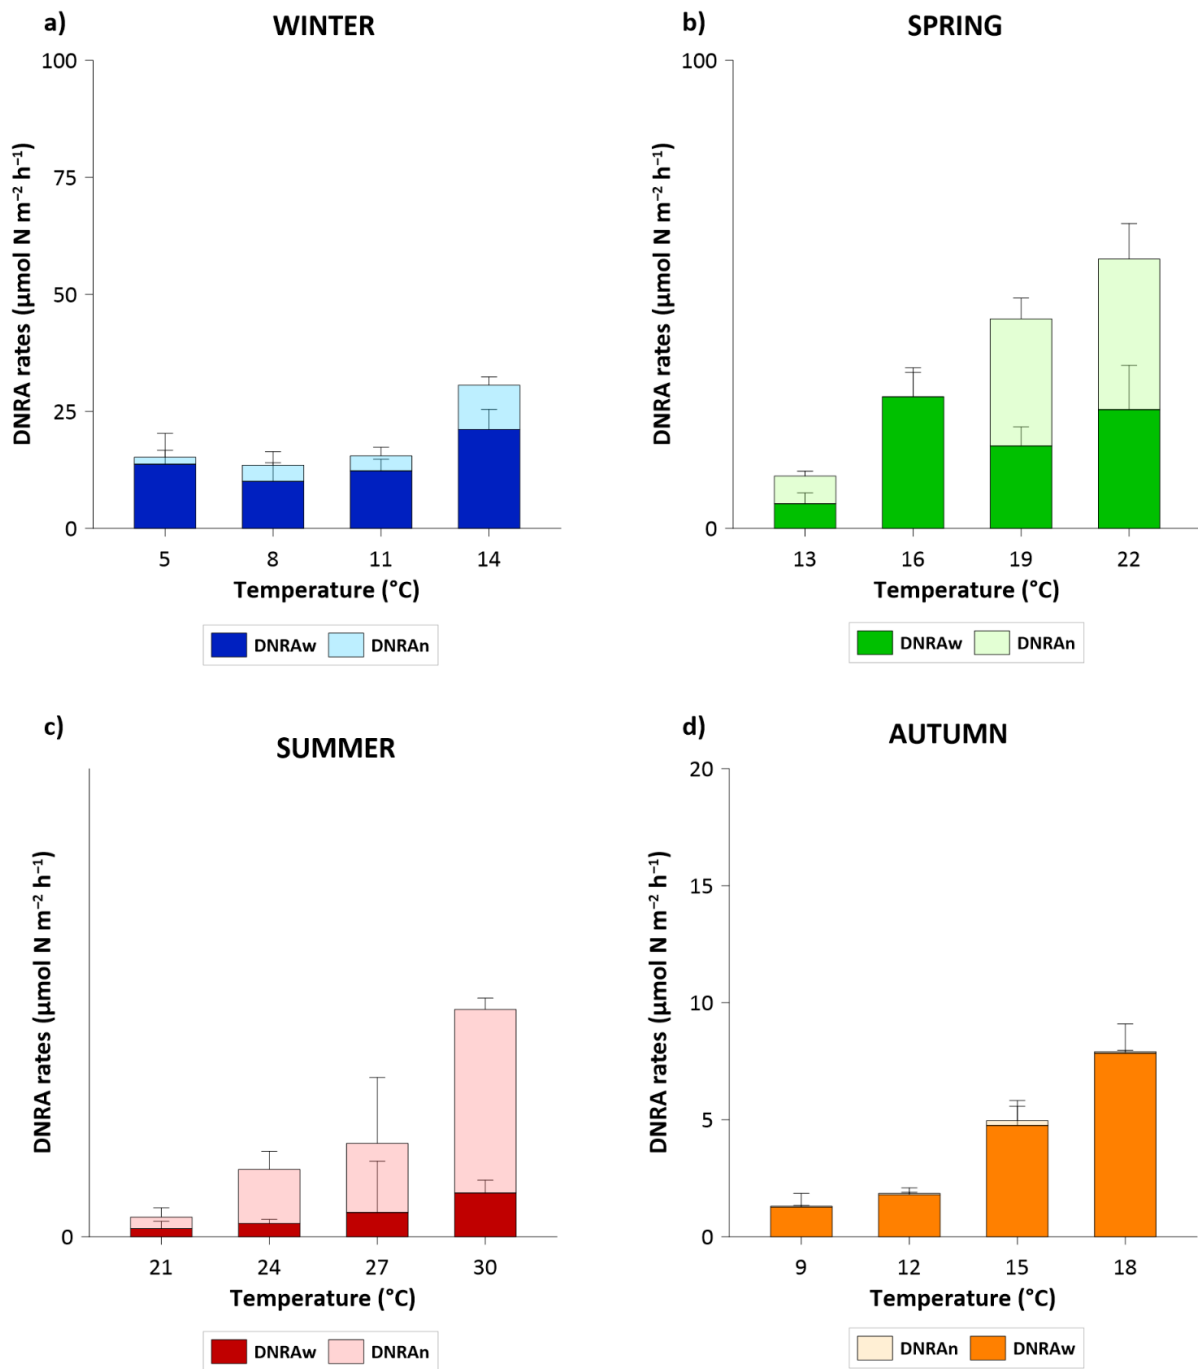 a)
WINTER
100
75
50
25
0
DNRA rates (µmol N m⁻² h⁻¹)
5 8 11 14
Temperature (°C)
DNRAw DNRAn
b)
SPRING
100
0
DNRA rates (µmol N m⁻² h⁻¹)
13 16 19 22
Temperature (°C)
DNRAw DNRAn
c)
SUMMER
0
DNRA rates (µmol N m⁻² h⁻¹)
21 24 27 30
Temperature (°C)
DNRAw DNRAn
d)
AUTUMN
20
15
10
5
0
DNRA rates (µmol N m⁻² h⁻¹)
9 12 15 18
Temperature (°C)
DNRAn DNRAw